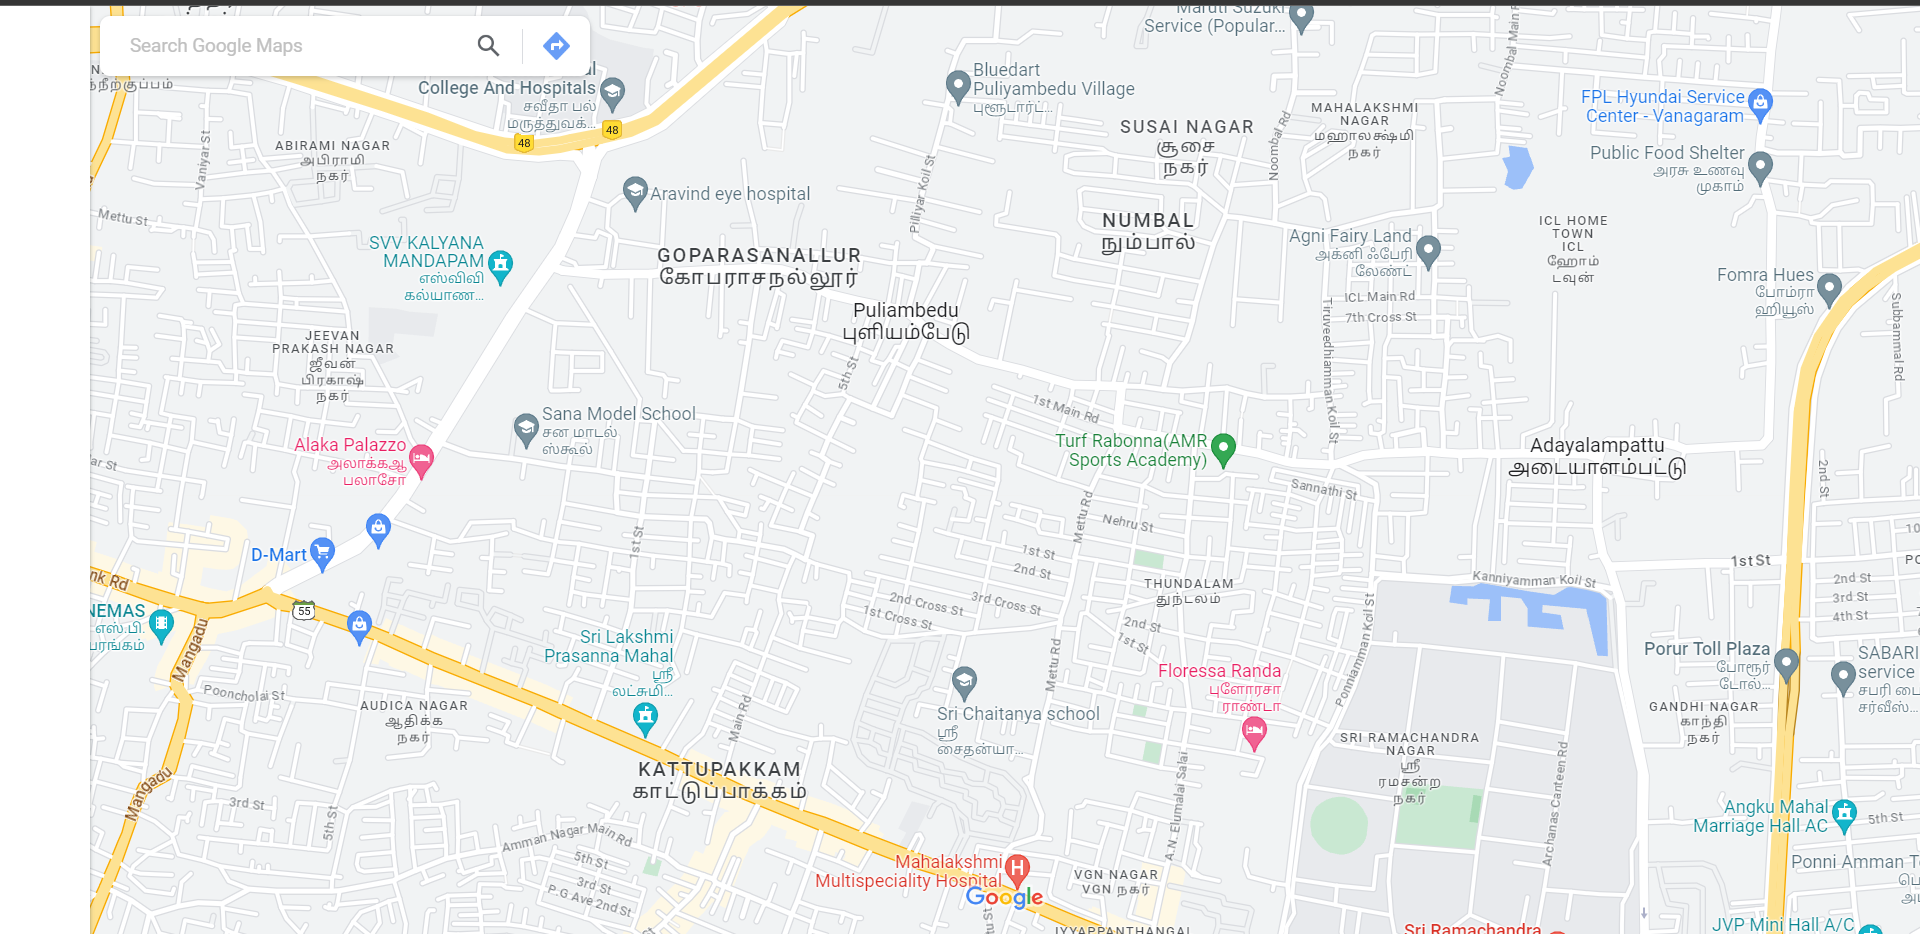 Search Google Maps
College And Hospitals
சவீதா பல்
மருத்துவக்...
48
48
ABIRAMI NAGAR
அபிராமி
நகர்
Vaniyar St
Mettu St
Aravind eye hospital
SVV KALYANA
MANDAPAM
எஸ்விவி
கல்யாண...
GOPARASANALLUR
கோபராசநல்லூர்
Puliambedu
புளியம்பேடு
Pilliyar Koil St
Bluedart
Puliyambedu Village
புளூடார்ட்...
Maruti Suzuki
Service (Popular...
SUSAI NAGAR
சூசை
நகர்
NUMBAL
நும்பால்
Noombal Rd
Noombal Main R
MAHALAKSHMI
NAGAR
மஹாலக்ஷ்மி
நகர்
FPL Hyundai Service
Center - Vanagaram
Public Food Shelter
அரசு உணவு
முகாம்
ICL HOME
TOWN
ICL
ஹோம்
டவுன்
Agni Fairy Land
அக்னி ஃபேரி
லேண்ட்
ICL Main Rd
7th Cross St
Tiruvedhiamman Koil St
Fomra Hues
போம்ரா
ஹியூஸ்
Subbammal Rd
JEEVAN
PRAKASH NAGAR
ஜீவன்
பிரகாஷ்
நகர்
Sana Model School
சன மாடல்
ஸ்கூல்
Alaka Palazzo
அலாக்கஆ
பலாசோ
ar St
5th St
1st Main Rd
Turf Rabonna(AMR
Sports Academy)
Adayalampattu
அடையாளம்பட்டு
Sannathi St
2nd St
D-Mart
1st St
Mettu Rd
Nehru St
1st St
2nd St
1st St
Kanniyamman Koil St
2nd St
3rd St
4th St
nk Rd
55
NEMAS
எஸ்.பி.
பரங்கம்
Mangadu
2nd Cross St
3rd Cross St
1st Cross St
THUNDALAM
துந்டலம்
2nd St
1st St
Ponniamman Koil St
Sri Lakshmi
Prasanna Mahal
ஸ்ரீ
லட்சுமி...
Mettu Rd
Floressa Randa
புளோரசா
ராண்டா
Porur Toll Plaza
போரூர்
டோல்...
SABARI
service
சபரி பை
சர்வீஸ்...
Pooncholai St
AUDICA NAGAR
ஆதிக்க
நகர்
Main Rd
Sri Chaitanya school
ஸ்ரீ
சைதன்யா...
GANDHI NAGAR
காந்தி
நகர்
SRI RAMACHANDRA
NAGAR
ஸ்ரீ
ரமசன்ற
நகர்
Archanas Canteen Rd
KATTUPAKKAM
காட்டுப்பாக்கம்
Mangadu
3rd St
5th St
A.N. Elumalai Salai
Angku Mahal
Marriage Hall AC
5th St
Amman Nagar Main Rd
5th St
3rd St
P.G Ave 2nd St
Mahalakshmi
Multispeciality Hospital
Google
VGN NAGAR
VGN நகர்
Ponni Amman T
IYYAPPANTHANGAL
Sri Ramachandra
JVP Mini Hall A/C